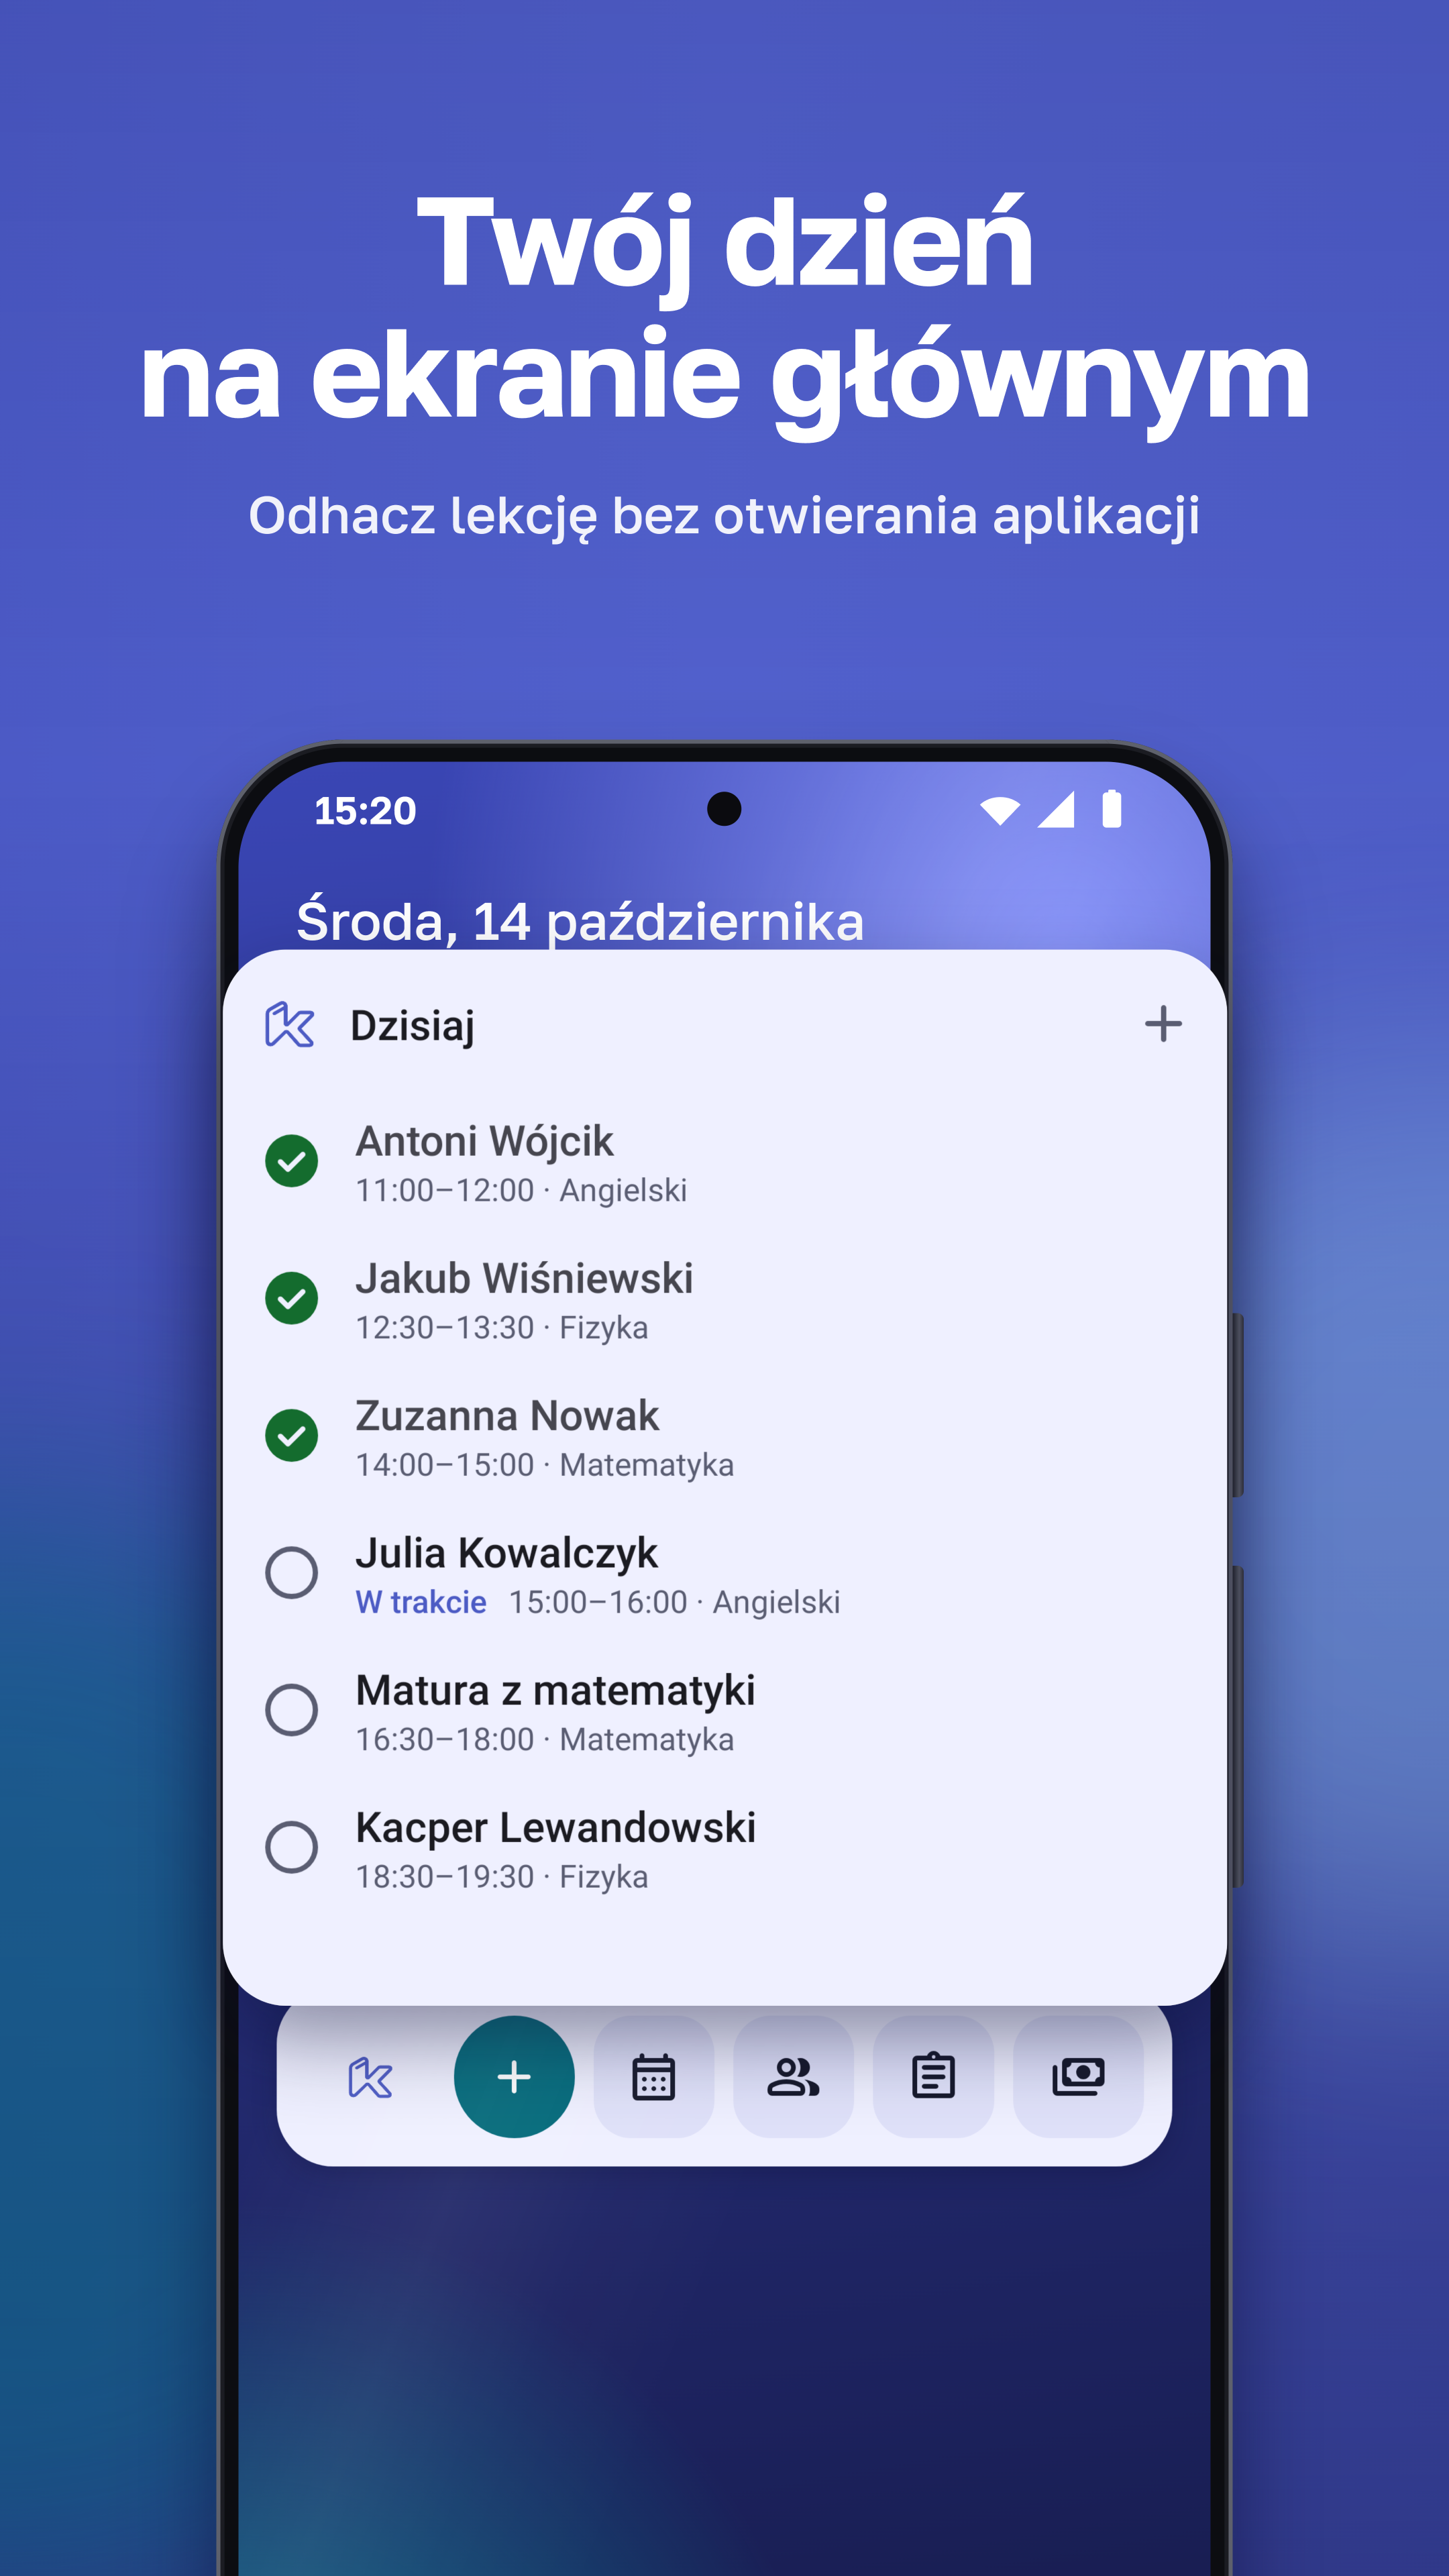 Twój dzień
na ekranie głównym
Odhacz lekcję bez otwierania aplikacji
15:20
Środa, 14 października
Dzisiaj
Antoni Wójcik
11:00–12:00 · Angielski
Jakub Wiśniewski
12:30–13:30 · Fizyka
Zuzanna Nowak
14:00–15:00 · Matematyka
Julia Kowalczyk
W trakcie 15:00–16:00 · Angielski
Matura z matematyki
16:30–18:00 · Matematyka
Kacper Lewandowski
18:30–19:30 · Fizyka